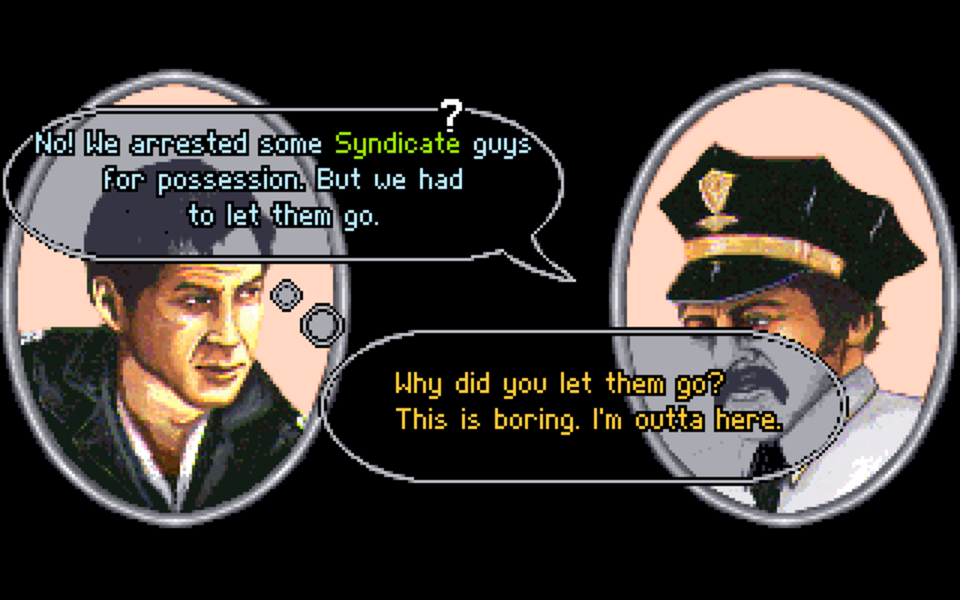 ?
No! We arrested some Syndicate guys
for possession. But we had
to let them go.
Why did you let them go?
This is boring. I'm outta here.